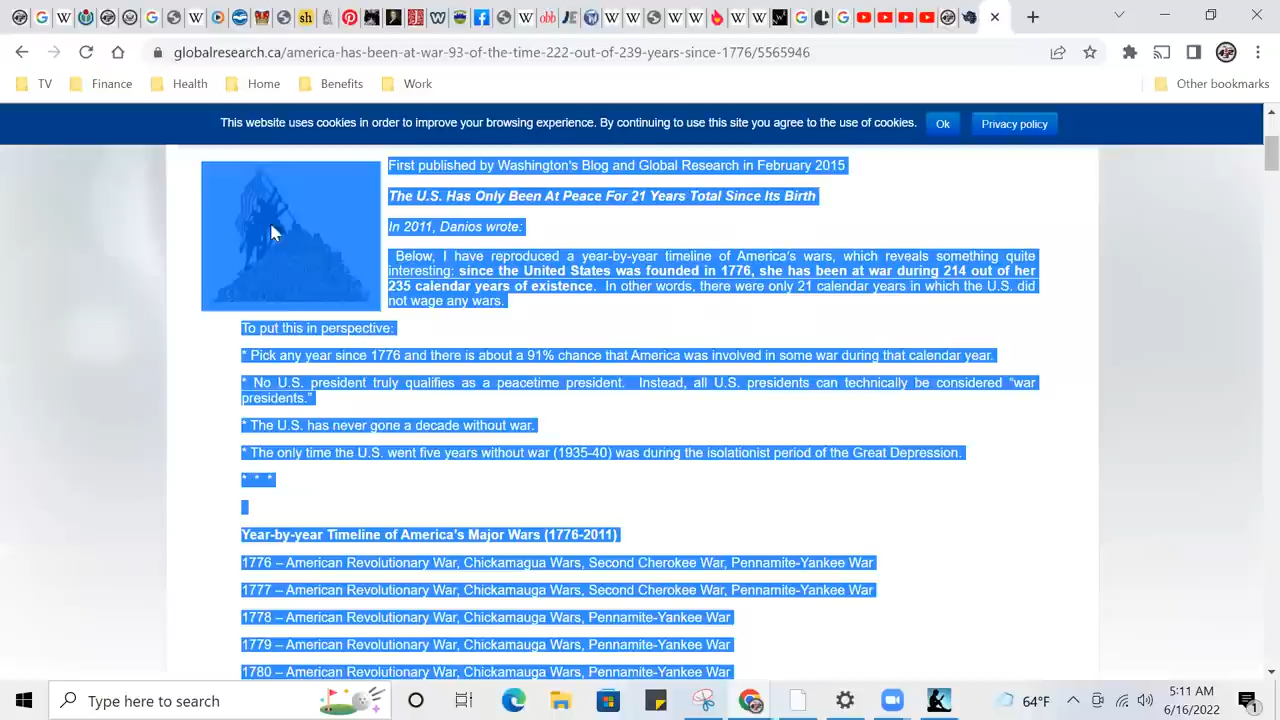 globalresearch.ca/america-has-been-at-war-93-of-the-time-222-out-of-239-years-since-1776/5565946
TV Finance Health Home Benefits Work Other bookmarks
This website uses cookies in order to improve your browsing experience. By continuing to use this site you agree to the use of cookies. Ok Privacy policy
First published by Washington's Blog and Global Research in February 2015
The U.S. Has Only Been At Peace For 21 Years Total Since Its Birth
In 2011, Danios wrote:
Below, I have reproduced a year-by-year timeline of America's wars, which reveals something quite
interesting: since the United States was founded in 1776, she has been at war during 214 out of her
235 calendar years of existence. In other words, there were only 21 calendar years in which the U.S. did
not wage any wars.
To put this in perspective:
* Pick any year since 1776 and there is about a 91% chance that America was involved in some war during that calendar year.
* No U.S. president truly qualifies as a peacetime president. Instead, all U.S. presidents can technically be considered “war
presidents.”
* The U.S. has never gone a decade without war.
* The only time the U.S. went five years without war (1935-40) was during the isolationist period of the Great Depression.
* * *
Year-by-year Timeline of America's Major Wars (1776-2011)
1776 – American Revolutionary War, Chickamagua Wars, Second Cherokee War, Pennamite-Yankee War
1777 – American Revolutionary War, Chickamauga Wars, Second Cherokee War, Pennamite-Yankee War
1778 – American Revolutionary War, Chickamauga Wars, Pennamite-Yankee War
1779 – American Revolutionary War, Chickamauga Wars, Pennamite-Yankee War
1780 – American Revolutionary War, Chickamauga Wars, Pennamite-Yankee War
Type here to search
64°F
5:11 AM
6/16/2022
1